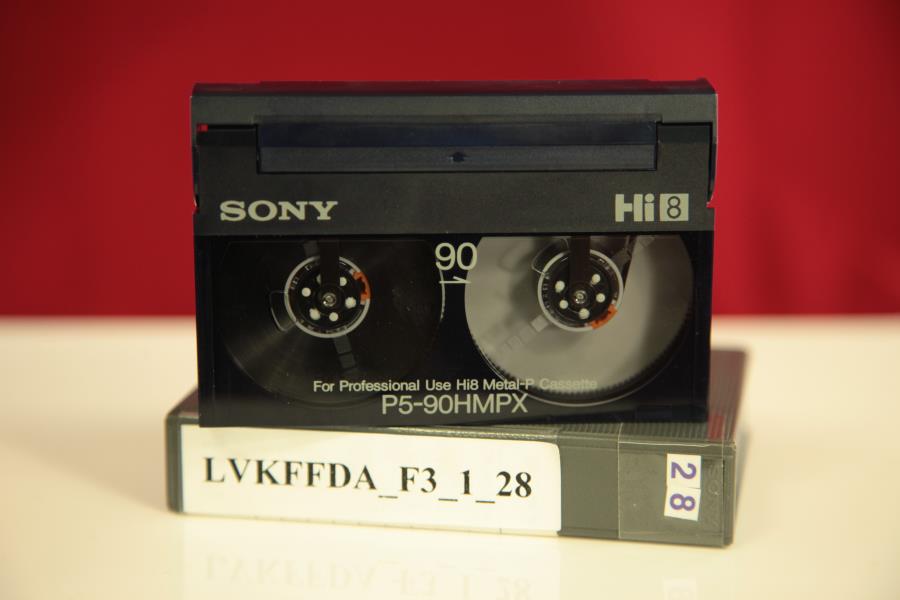 SONY
Hi8
90
For Professional Use Hi8 Metal-P Cassette
P5-90HMPX
LVKFFDA_F3_1_28
28